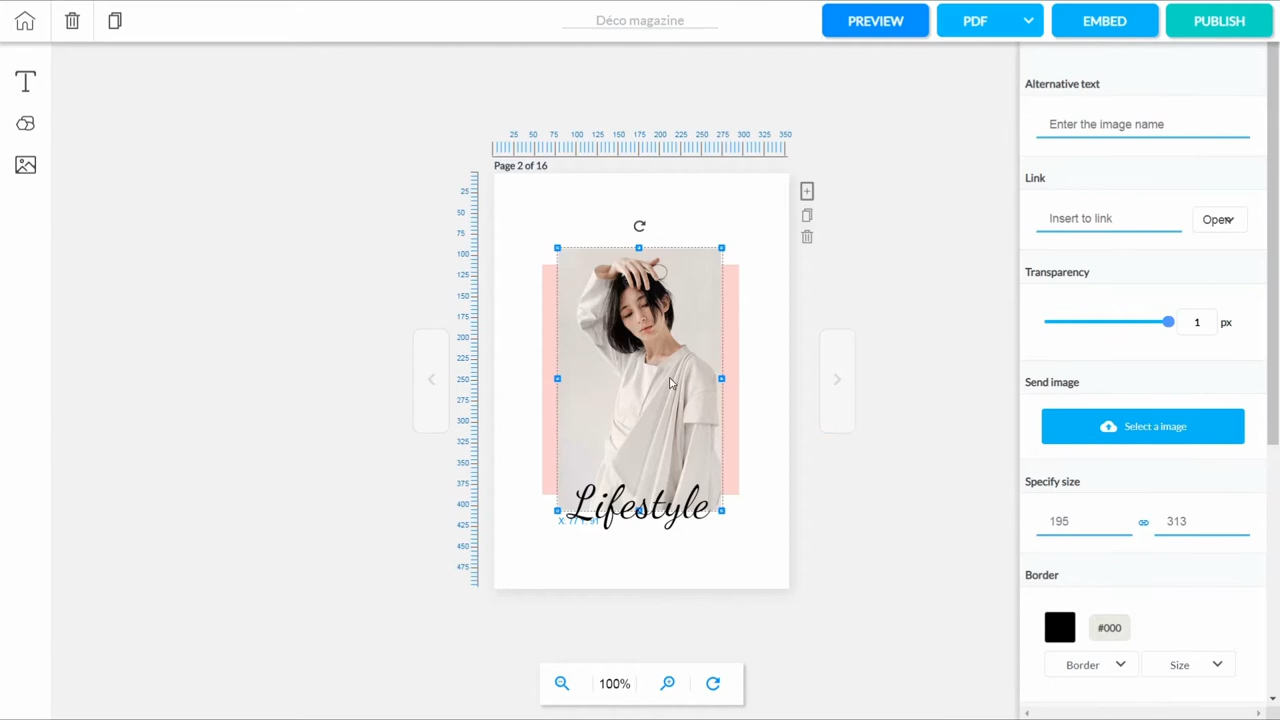 Déco magazine
PREVIEW
PDF
EMBED
PUBLISH
25 50 75 100 125 150 175 200 225 250 275 300 325 350
Page 2 of 16
25
50
75
100
125
150
175
200
225
250
275
300
325
350
375
400
425
450
475
Lifestyle
100%
Alternative text
Enter the image name
Link
Insert to link
Open
Transparency
1 px
Send image
Select a image
Specify size
195 313
Border
#000
Border Size